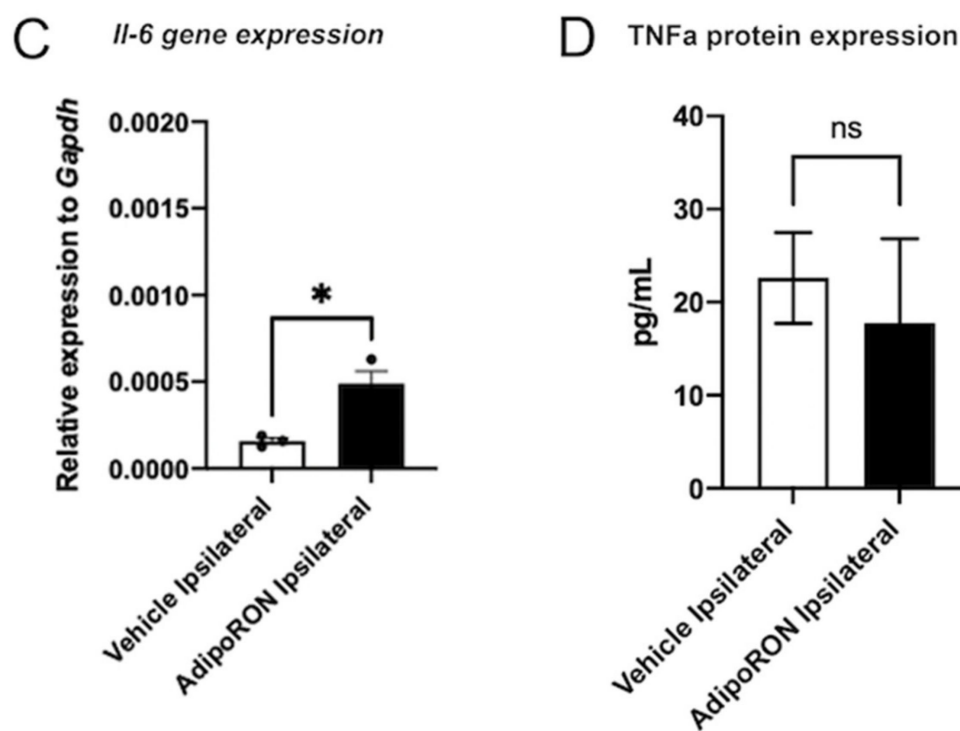 C
Il-6 gene expression
Relative expression to Gapdh
0.0020
0.0015
0.0010
0.0005
0.0000
*
Vehicle Ipsilateral
AdipoRON Ipsilateral
D
TNFa protein expression
pg/mL
40
30
20
10
0
ns
Vehicle Ipsilateral
AdipoRON Ipsilateral